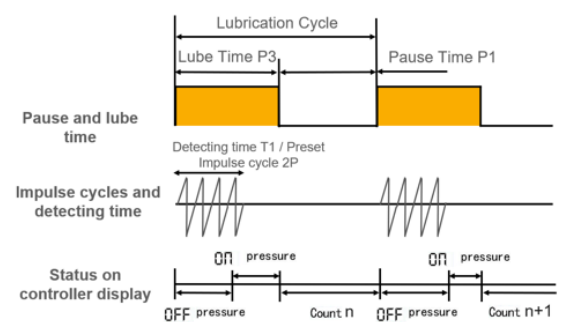 Lubrication Cycle
Lube Time P3
Pause Time P1
Pause and lube
time
Detecting time T1 / Preset
Impulse cycle 2P
Impulse cycles and
detecting time
ON pressure
ON pressure
Status on
controller display
OFF pressure
Count n
OFF pressure
Count n+1